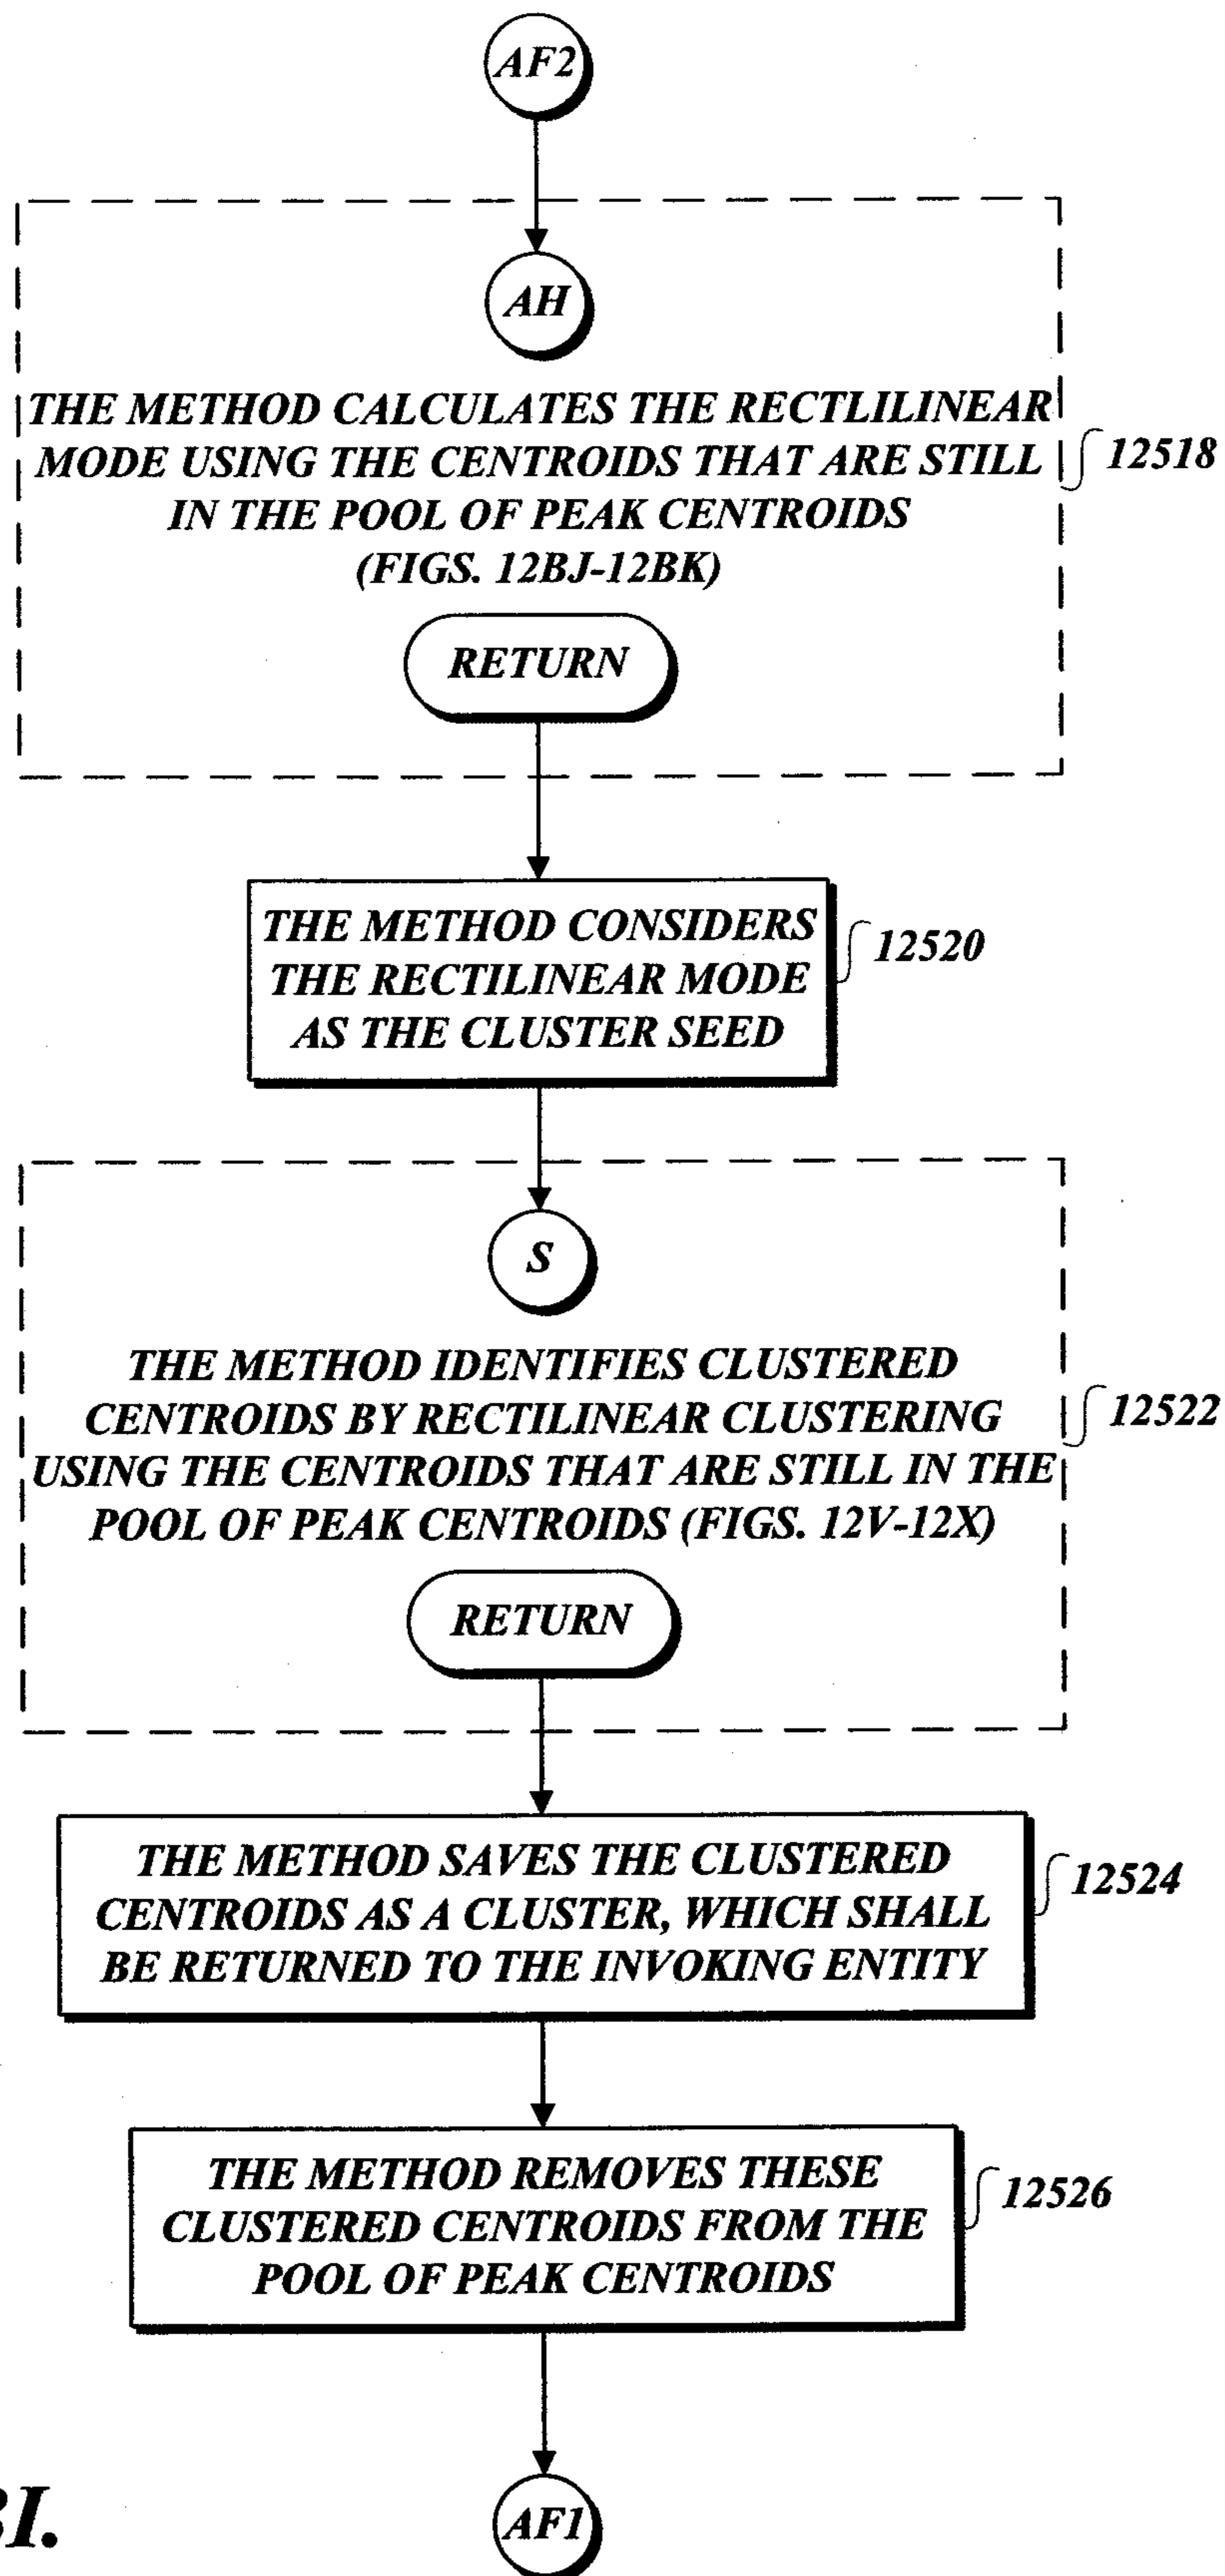 AF2
AH
THE METHOD CALCULATES THE RECTLILINEAR
MODE USING THE CENTROIDS THAT ARE STILL
IN THE POOL OF PEAK CENTROIDS
(FIGS. 12BJ-12BK)
12518
RETURN
THE METHOD CONSIDERS
THE RECTILINEAR MODE
AS THE CLUSTER SEED
12520
S
THE METHOD IDENTIFIES CLUSTERED
CENTROIDS BY RECTILINEAR CLUSTERING
USING THE CENTROIDS THAT ARE STILL IN THE
POOL OF PEAK CENTROIDS (FIGS. 12V-12X)
12522
RETURN
THE METHOD SAVES THE CLUSTERED
CENTROIDS AS A CLUSTER, WHICH SHALL
BE RETURNED TO THE INVOKING ENTITY
12524
THE METHOD REMOVES THESE
CLUSTERED CENTROIDS FROM THE
POOL OF PEAK CENTROIDS
12526
AF1